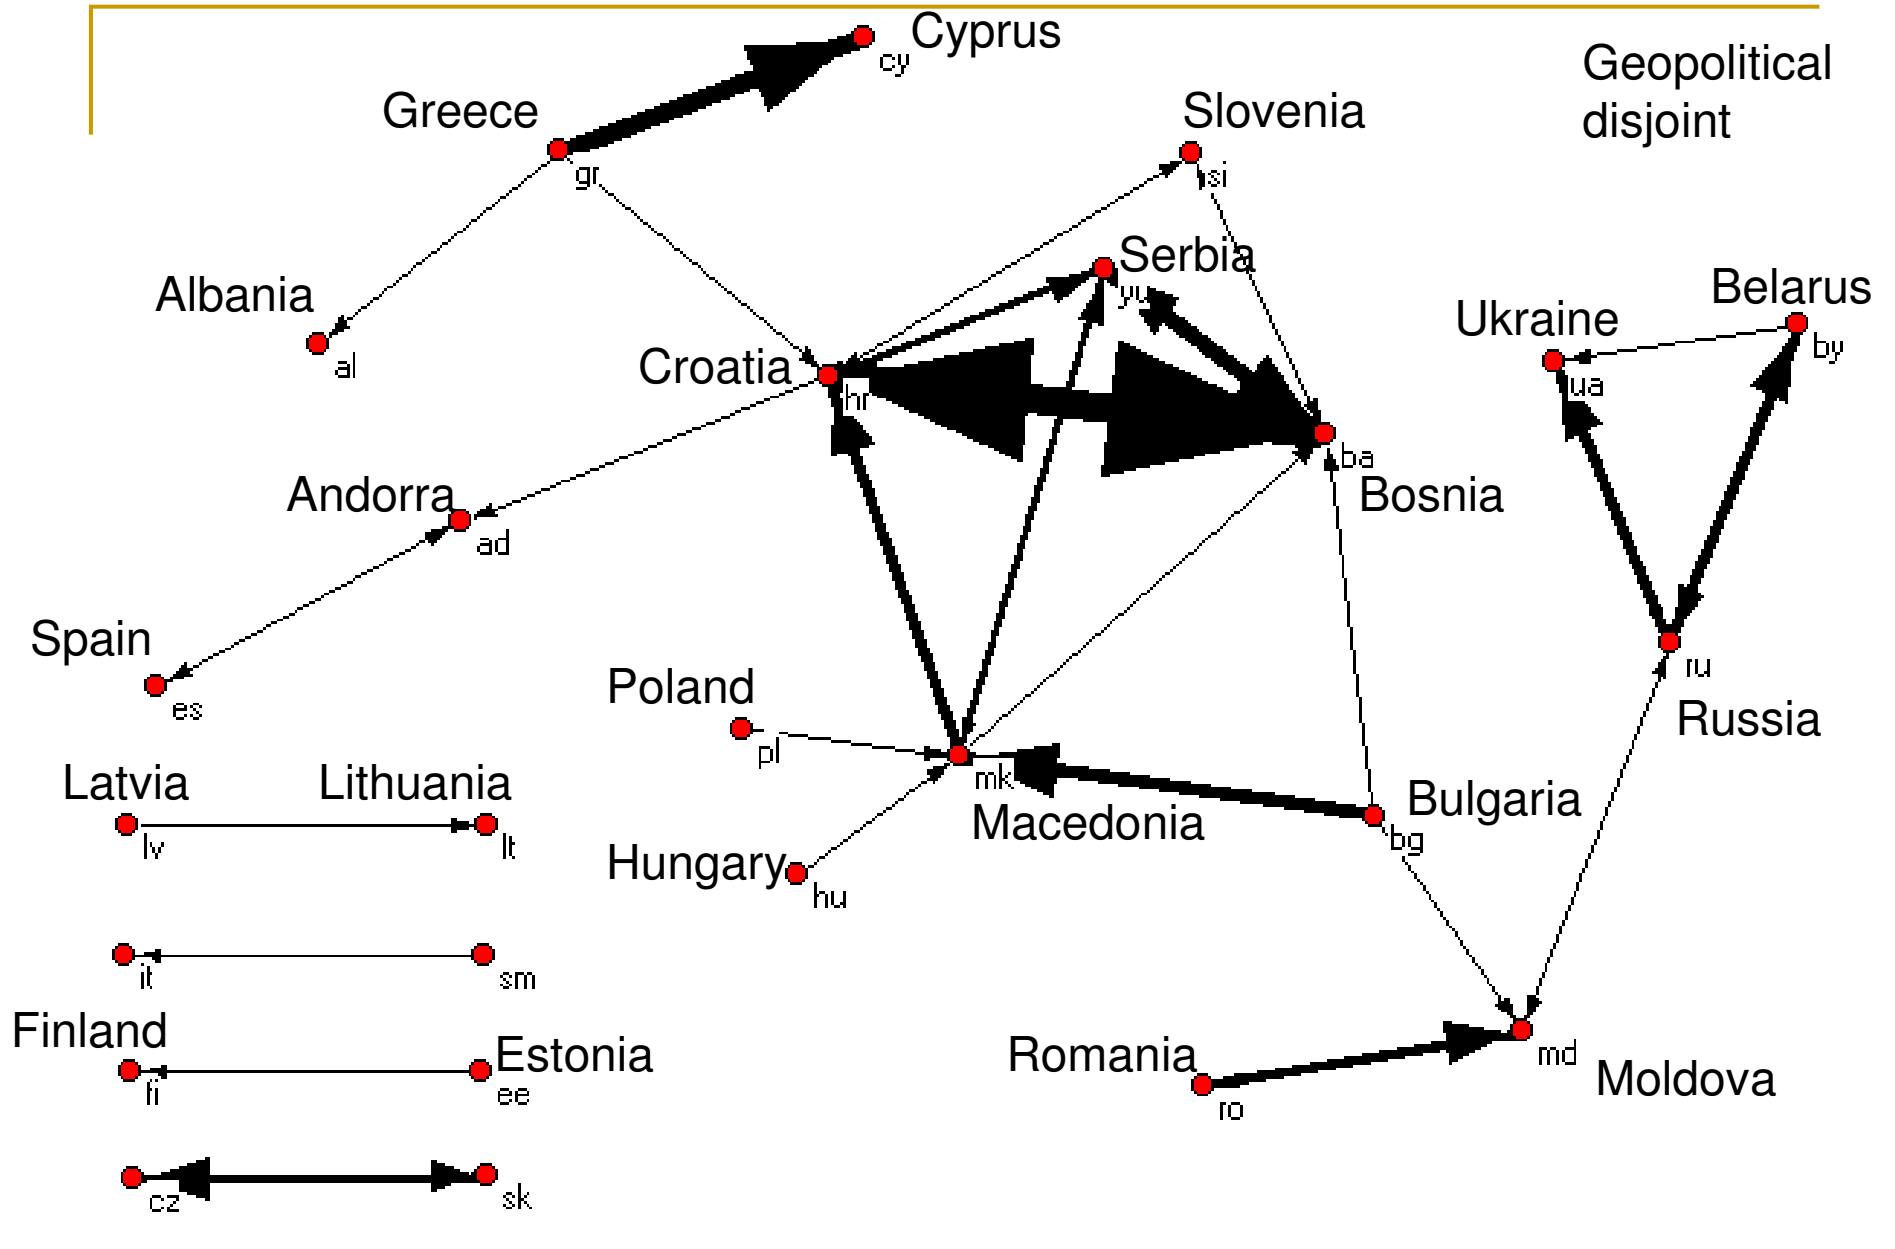 Cyprus
cy
Geopolitical
disjoint
Greece
gr
Slovenia
si
Serbia
yu
Albania
al
Belarus
by
Ukraine
ua
Croatia
hr
ba
Bosnia
Andorra
ad
Spain
es
Poland
pl
ru
Russia
mk
Macedonia
Latvia
lv
Lithuania
lt
Bulgaria
bg
Hungary
hu
it
sm
Finland
fi
Estonia
ee
Romania
ro
md
Moldova
cz
sk